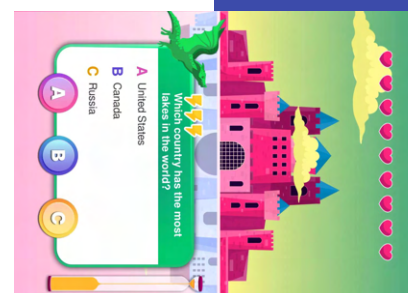 Which country has the most
lakes in the world?
A United States
B Canada
C Russia
A
B
C